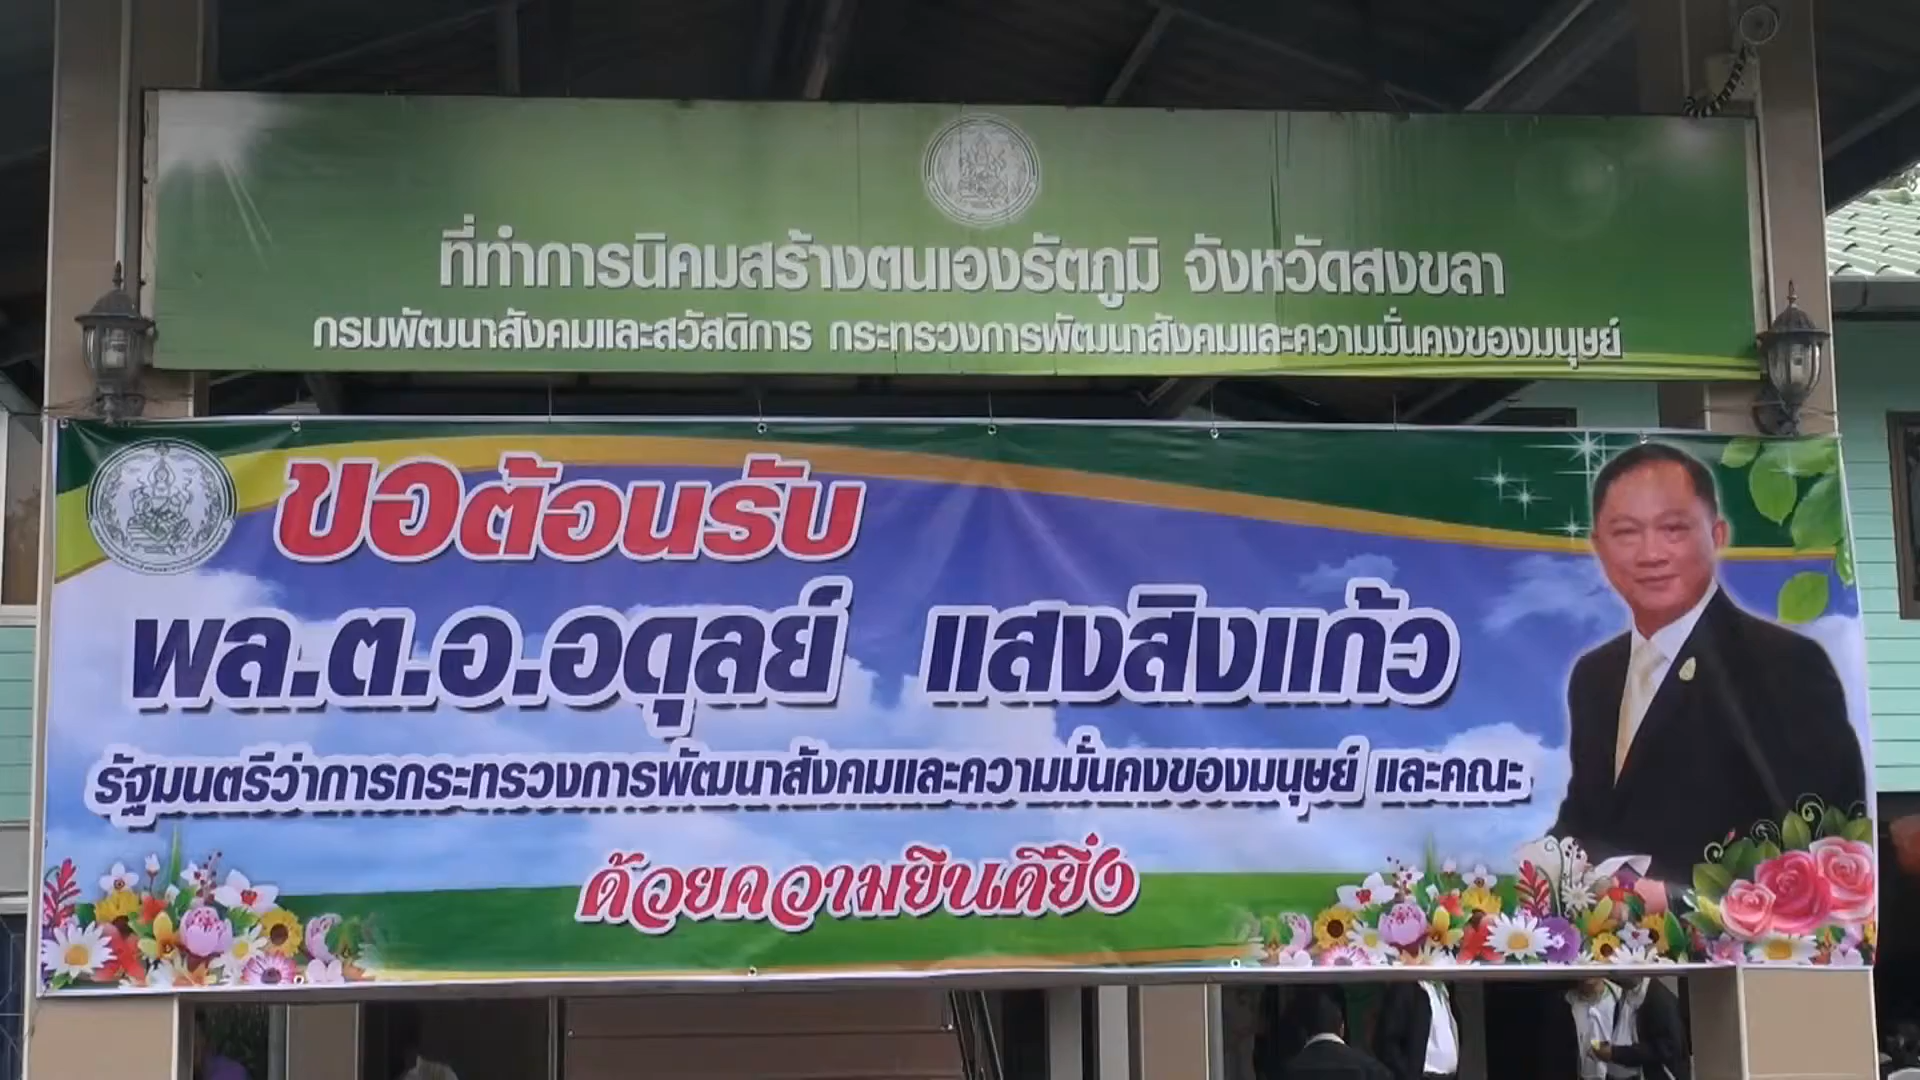 ที่ทำการนิคมสร้างตนเองรัตภูมิ จังหวัดสงขลา
กรมพัฒนาสังคมและสวัสดิการ กระทรวงการพัฒนาสังคมและความมั่นคงของมนุษย์
ขอต้อนรับ
พล.ต.อ.อดุลย์ แสงสิงแก้ว
รัฐมนตรีว่าการกระทรวงการพัฒนาสังคมและความมั่นคงของมนุษย์ และคณะ
ด้วยความยินดียิ่ง